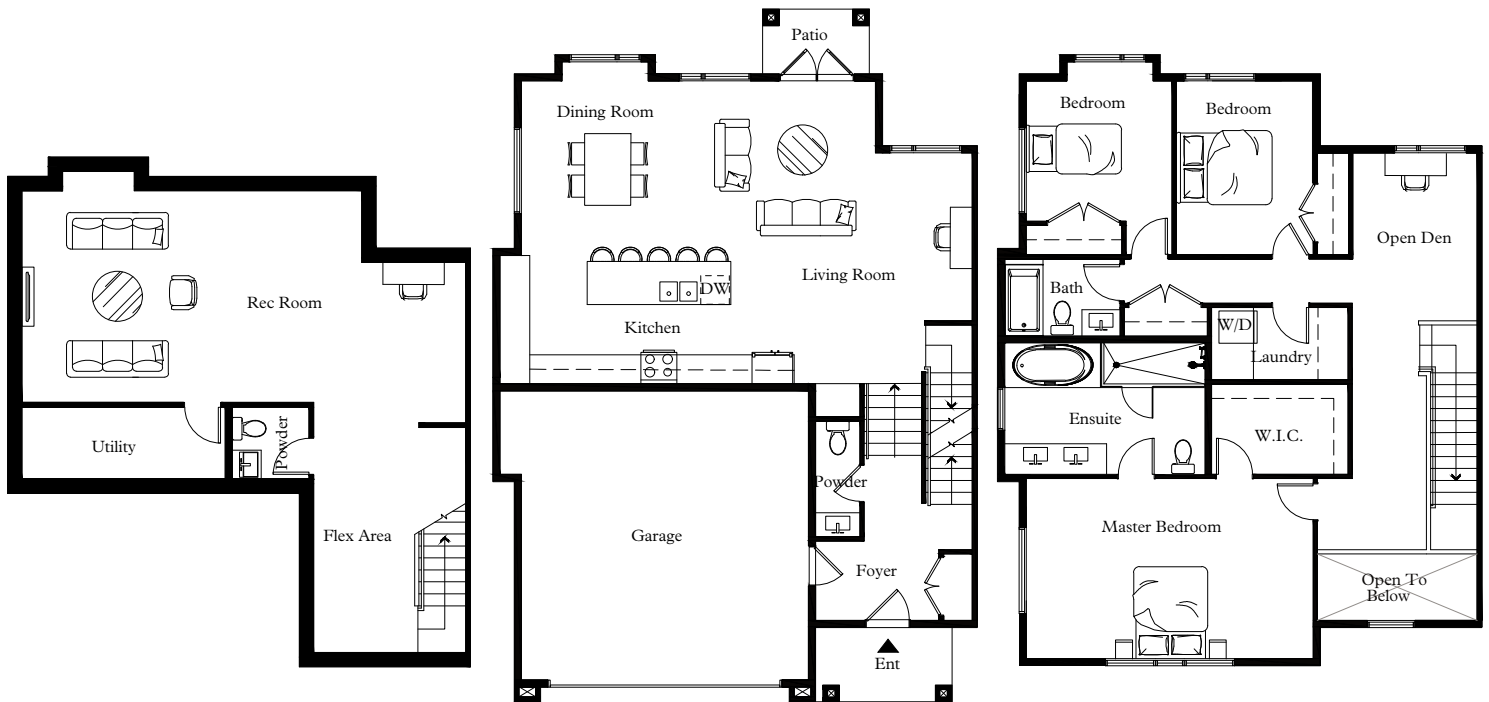 Rec Room
Utility
Powder
Flex Area
Patio
Dining Room
Living Room
DW
Kitchen
Powder
Garage
Foyer
Ent
Bedroom
Bedroom
Open Den
Bath
W/D
Laundry
Ensuite
W.I.C.
Master Bedroom
Open To
Below